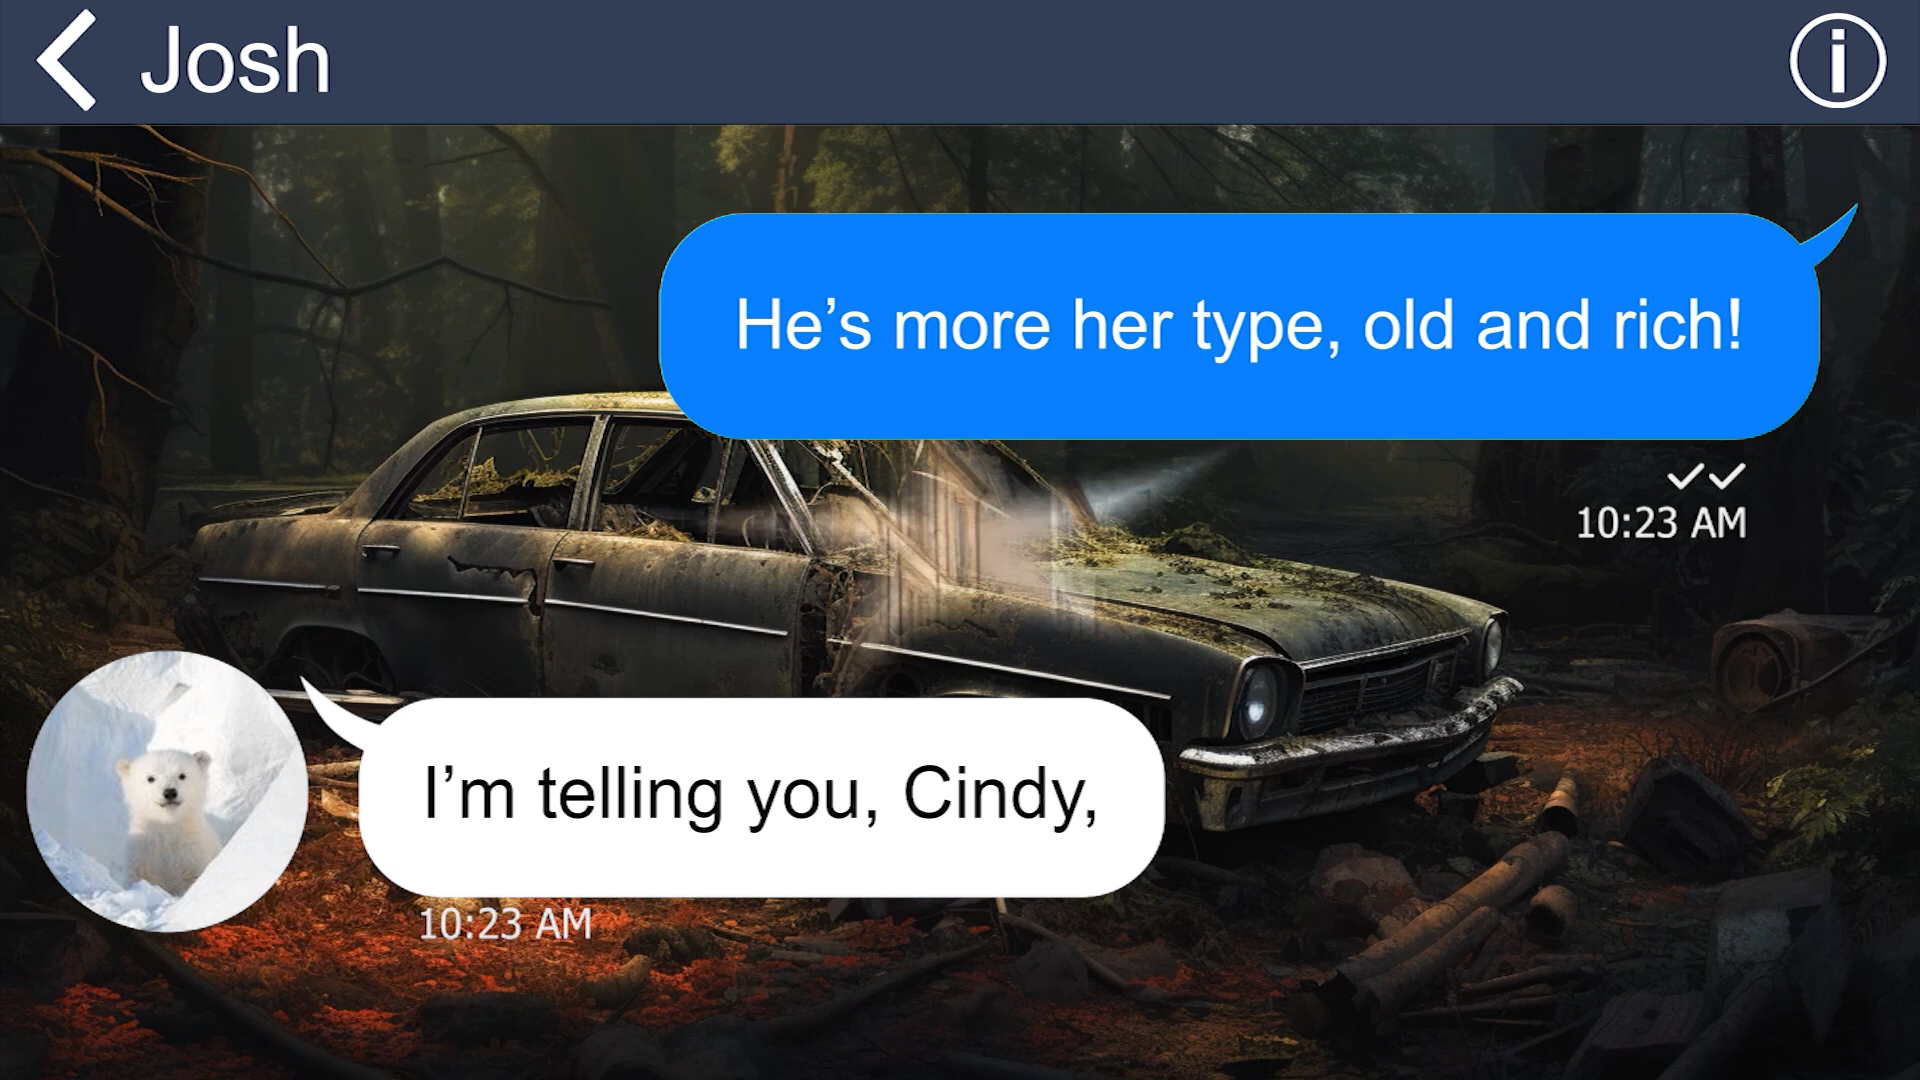 Josh
He’s more her type, old and rich!
10:23 AM
I’m telling you, Cindy,
10:23 AM